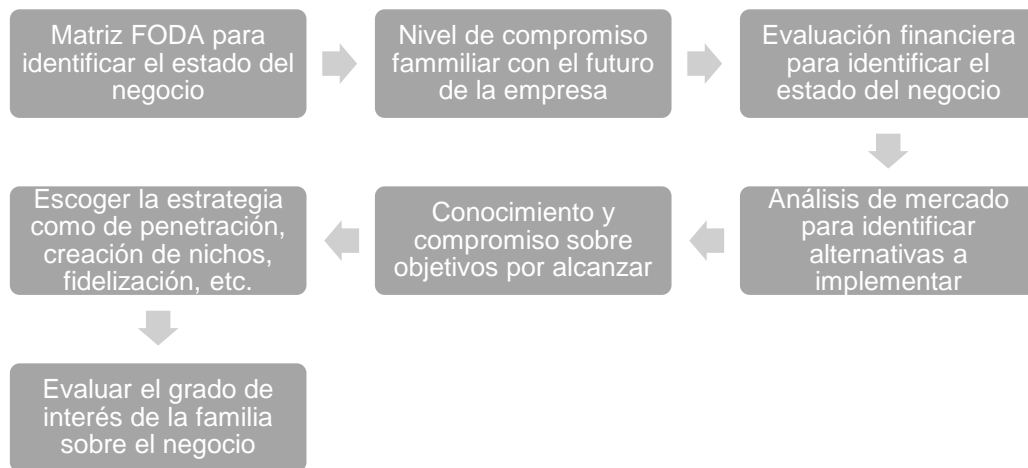 Matriz FODA para
identificar el estado del
negocio
Nivel de compromiso
fammiliar con el futuro
de la empresa
Evaluación financiera
para identificar el
estado del negocio
Análisis de mercado
para identificar
alternativas a
implementar
Conocimiento y
compromiso sobre
objetivos por alcanzar
Escoger la estrategia
como de penetración,
creación de nichos,
fidelización, etc.
Evaluar el grado de
interés de la familia
sobre el negocio